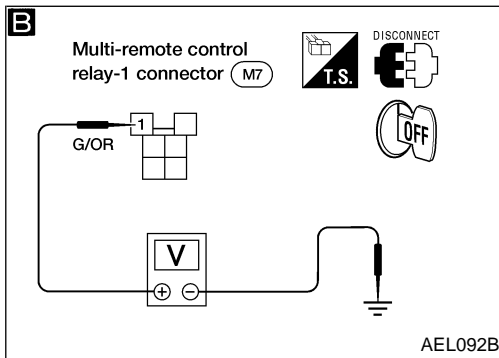 B
Multi-remote control
relay-1 connector M7
T.S.
DISCONNECT
OFF
1
G/OR
V
+ −
AEL092B